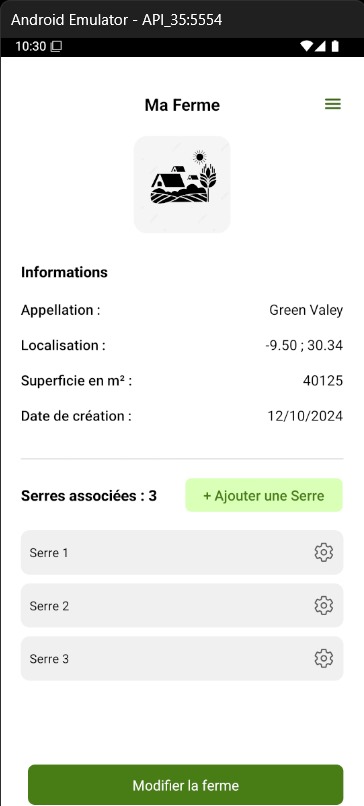 Android Emulator - API_35:5554
10:30
Ma Ferme
Informations
Appellation : Green Valey
Localisation : -9.50 ; 30.34
Superficie en m² : 40125
Date de création : 12/10/2024
Serres associées : 3 + Ajouter une Serre
Serre 1
Serre 2
Serre 3
Modifier la ferme